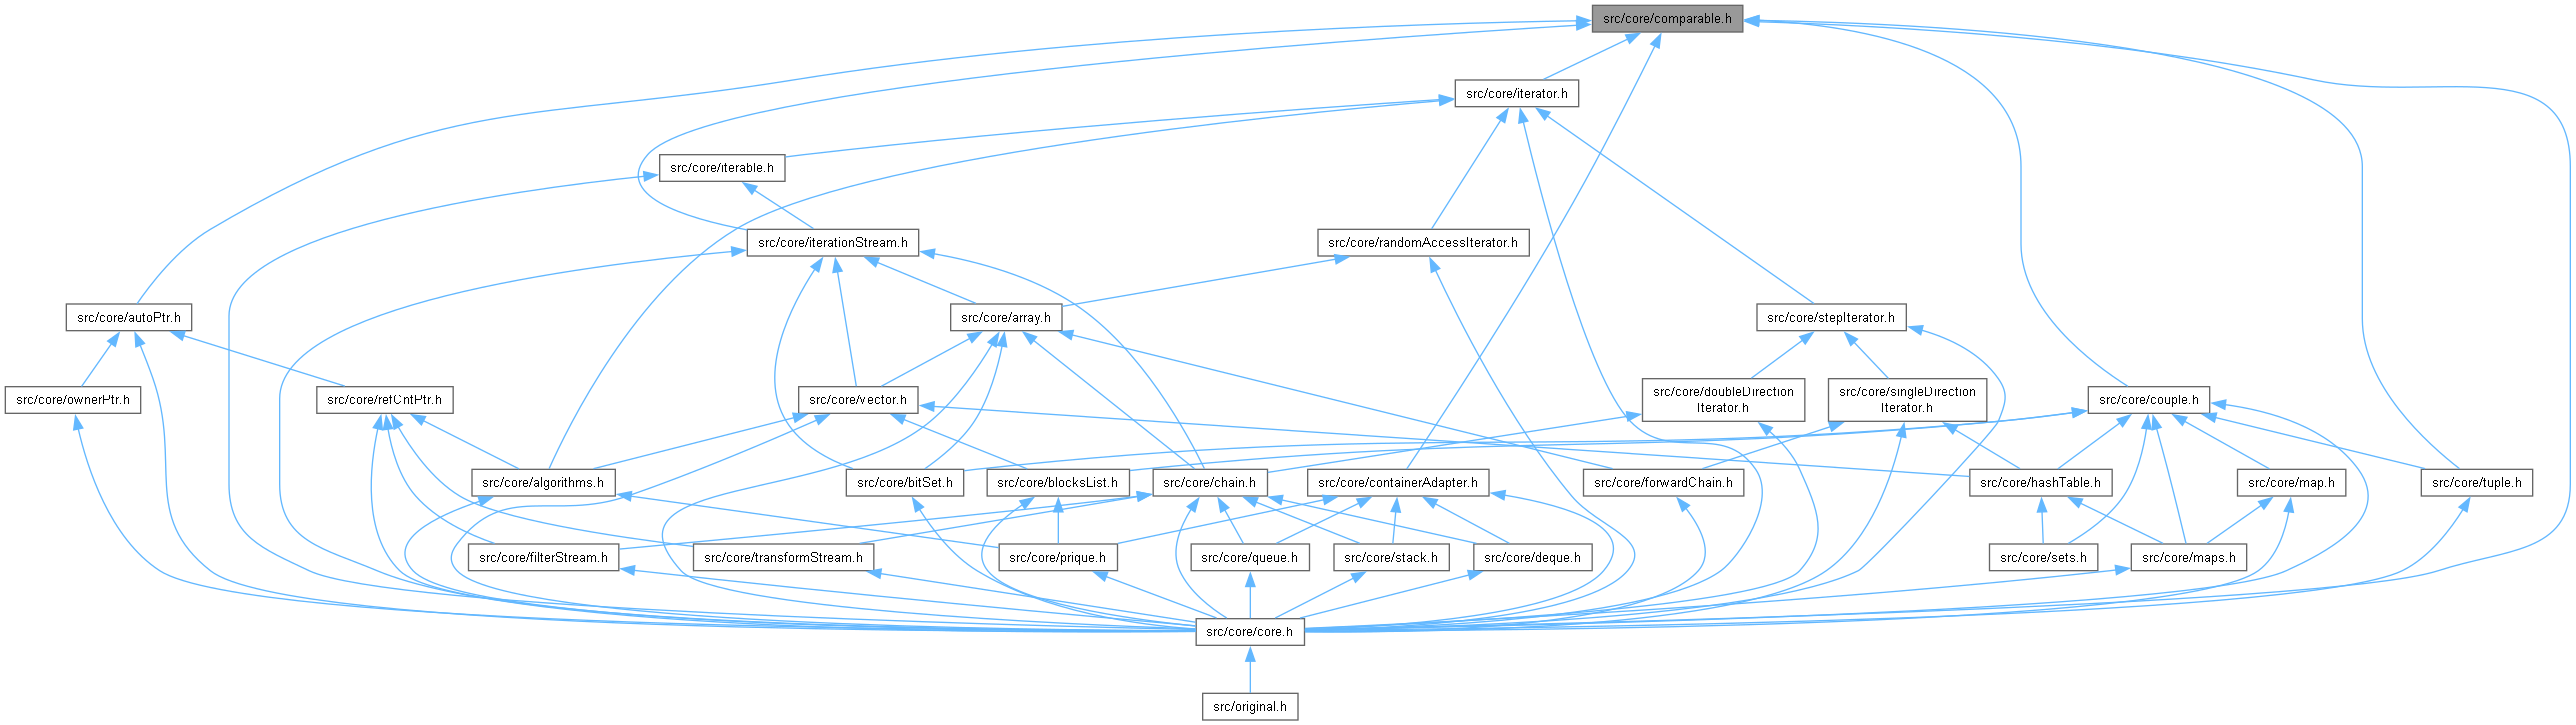 src/core/comparable.h
src/core/iterator.h
src/core/iterable.h
src/core/iterationStream.h
src/core/randomAccessIterator.h
src/core/autoPtr.h
src/core/array.h
src/core/stepIterator.h
src/core/ownerPtr.h
src/core/refCntPtr.h
src/core/vector.h
src/core/doubleDirection
Iterator.h
src/core/singleDirection
Iterator.h
src/core/couple.h
src/core/algorithms.h
src/core/bitSet.h
src/core/blocksList.h
src/core/chain.h
src/core/containerAdapter.h
src/core/forwardChain.h
src/core/hashTable.h
src/core/map.h
src/core/tuple.h
src/core/filterStream.h
src/core/transformStream.h
src/core/prique.h
src/core/queue.h
src/core/stack.h
src/core/deque.h
src/core/sets.h
src/core/maps.h
src/core/core.h
src/original.h